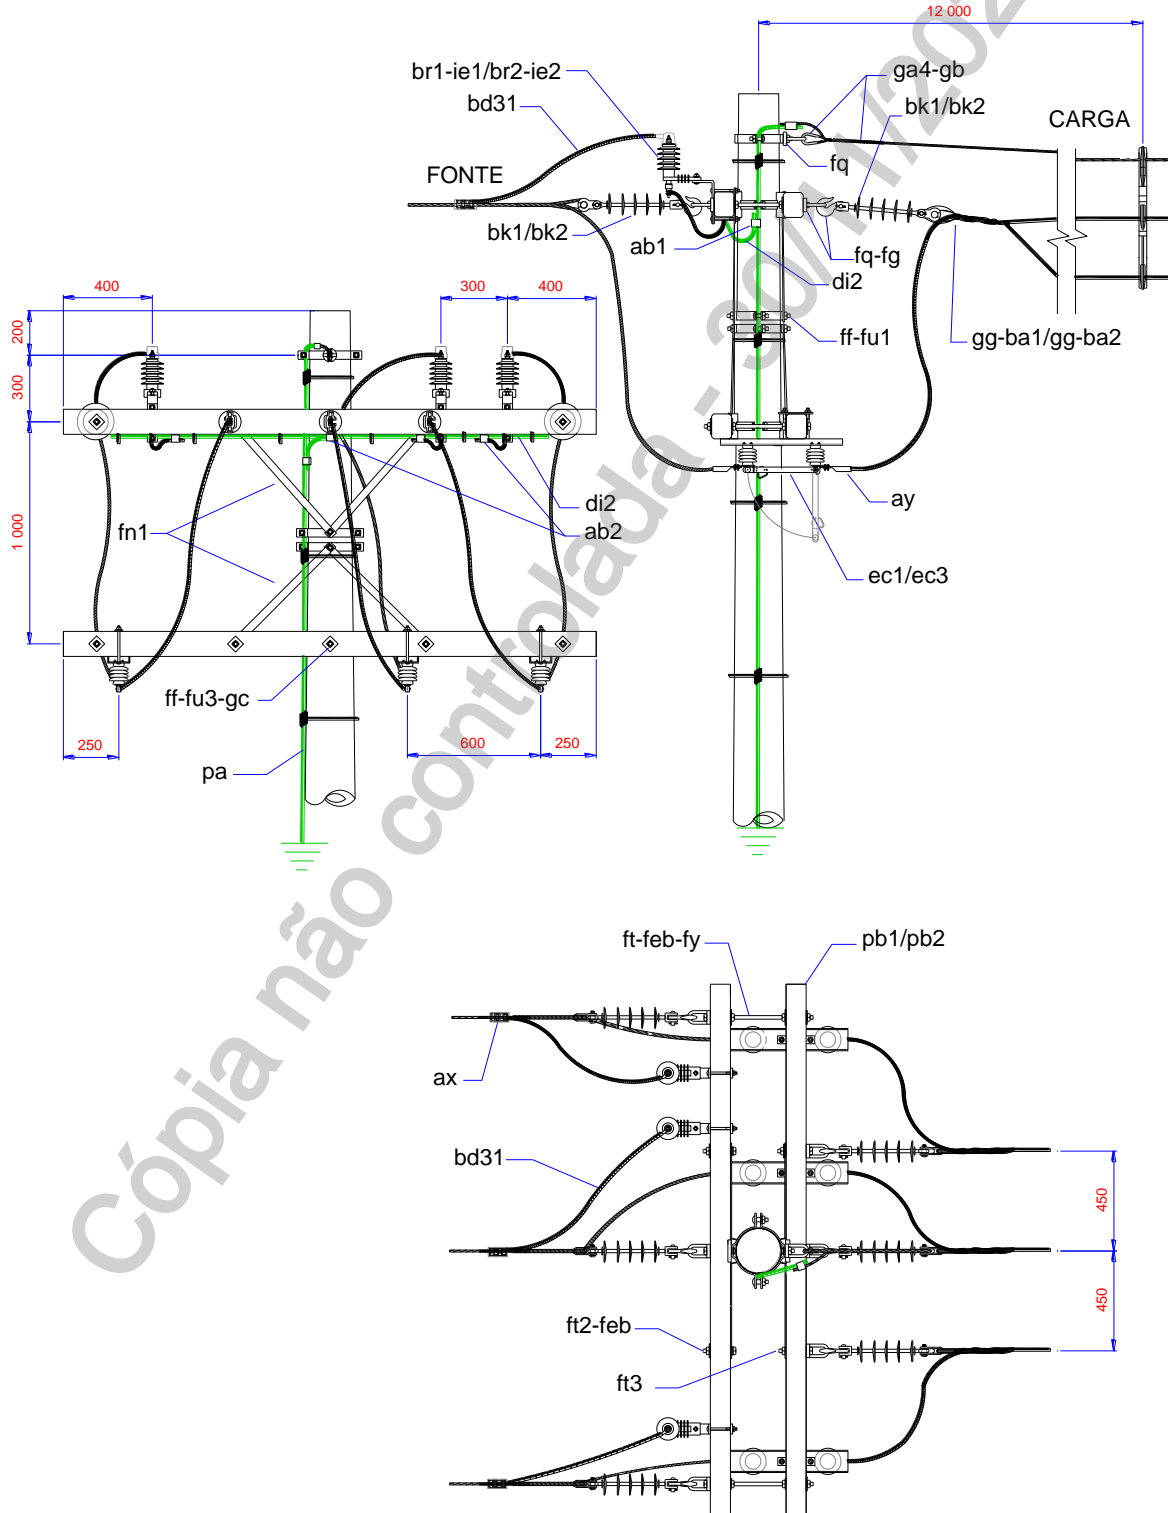 12 000
br1-ie1/br2-ie2
ga4-gb
bd31
bk1/bk2
CARGA
FONTE
fq
bk1/bk2
ab1
fq-fg
di2
400
300
400
200
ff-fu1
gg-ba1/gg-ba2
300
1 000
fn1
di2
ab2
ay
ec1/ec3
ff-fu3-gc
250
600
250
pa
ft-feb-fy
pb1/pb2
ax
bd31
450
450
ft2-feb
ft3
Cópia não controlada - 30/11/202